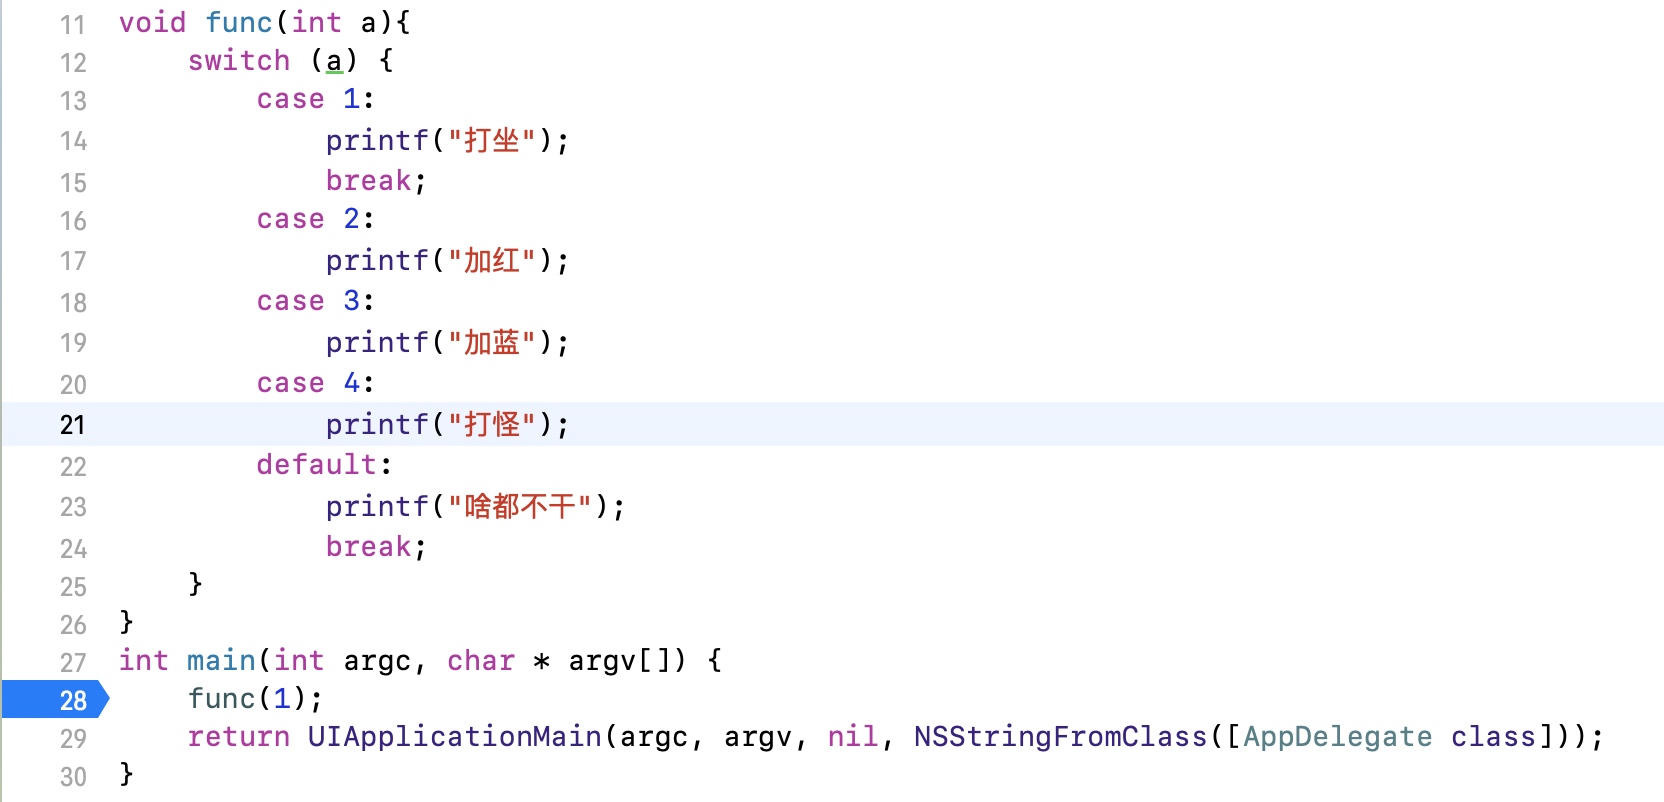 11 void func(int a){
12     switch (a) {
13         case 1:
14             printf("打坐");
15             break;
16         case 2:
17             printf("加红");
18         case 3:
19             printf("加蓝");
20         case 4:
21             printf("打怪");
22         default:
23             printf("啥都不干");
24             break;
25     }
26 }
27 int main(int argc, char * argv[]) {
28     func(1);
29     return UIApplicationMain(argc, argv, nil, NSStringFromClass([AppDelegate class]));
30 }